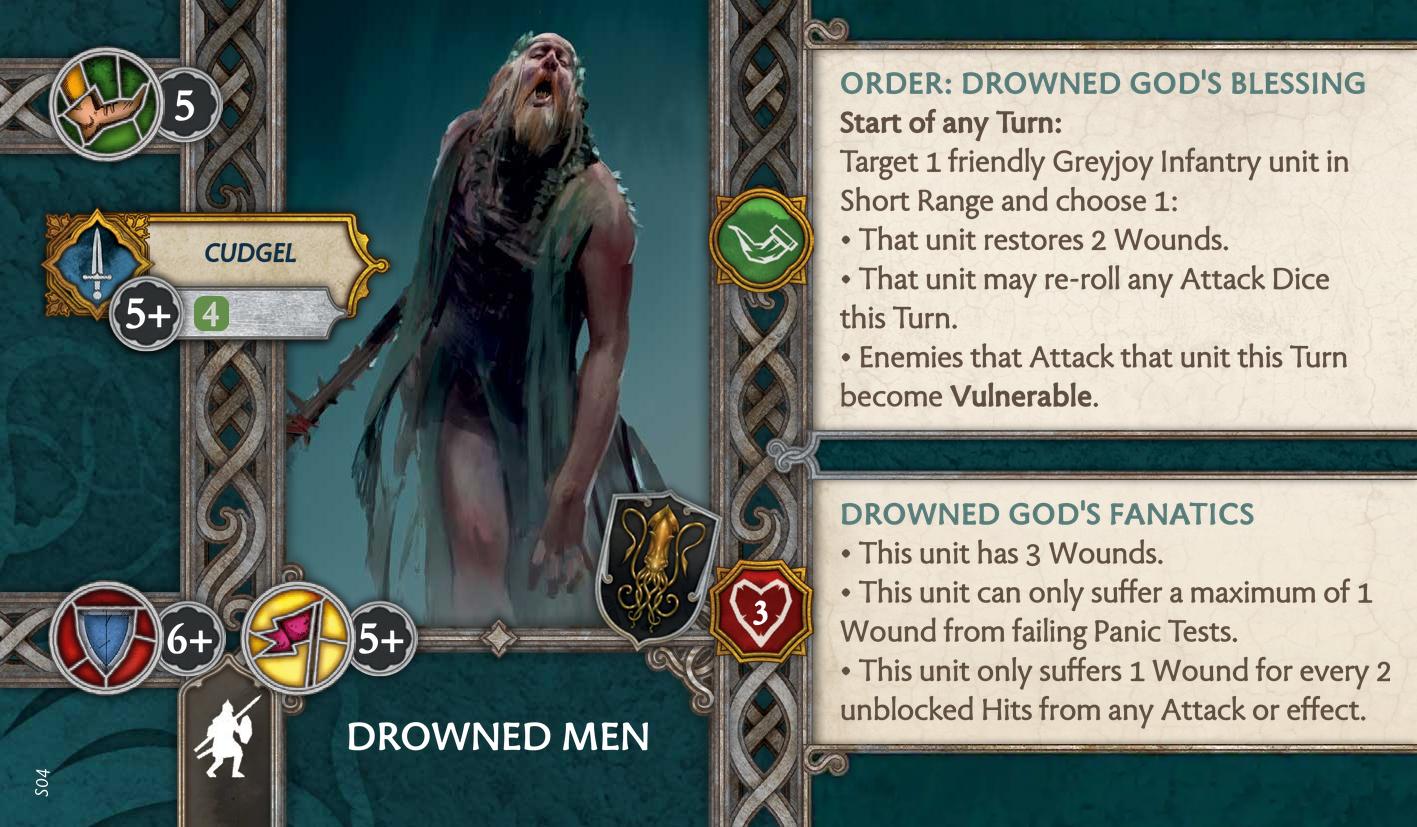 5
CUDGEL
5+ 4
6+ 5+
DROWNED MEN
S04
ORDER: DROWNED GOD'S BLESSING
Start of any Turn:
Target 1 friendly Greyjoy Infantry unit in
Short Range and choose 1:
• That unit restores 2 Wounds.
• That unit may re-roll any Attack Dice
this Turn.
• Enemies that Attack that unit this Turn
become Vulnerable.
3
DROWNED GOD'S FANATICS
• This unit has 3 Wounds.
• This unit can only suffer a maximum of 1
Wound from failing Panic Tests.
• This unit only suffers 1 Wound for every 2
unblocked Hits from any Attack or effect.